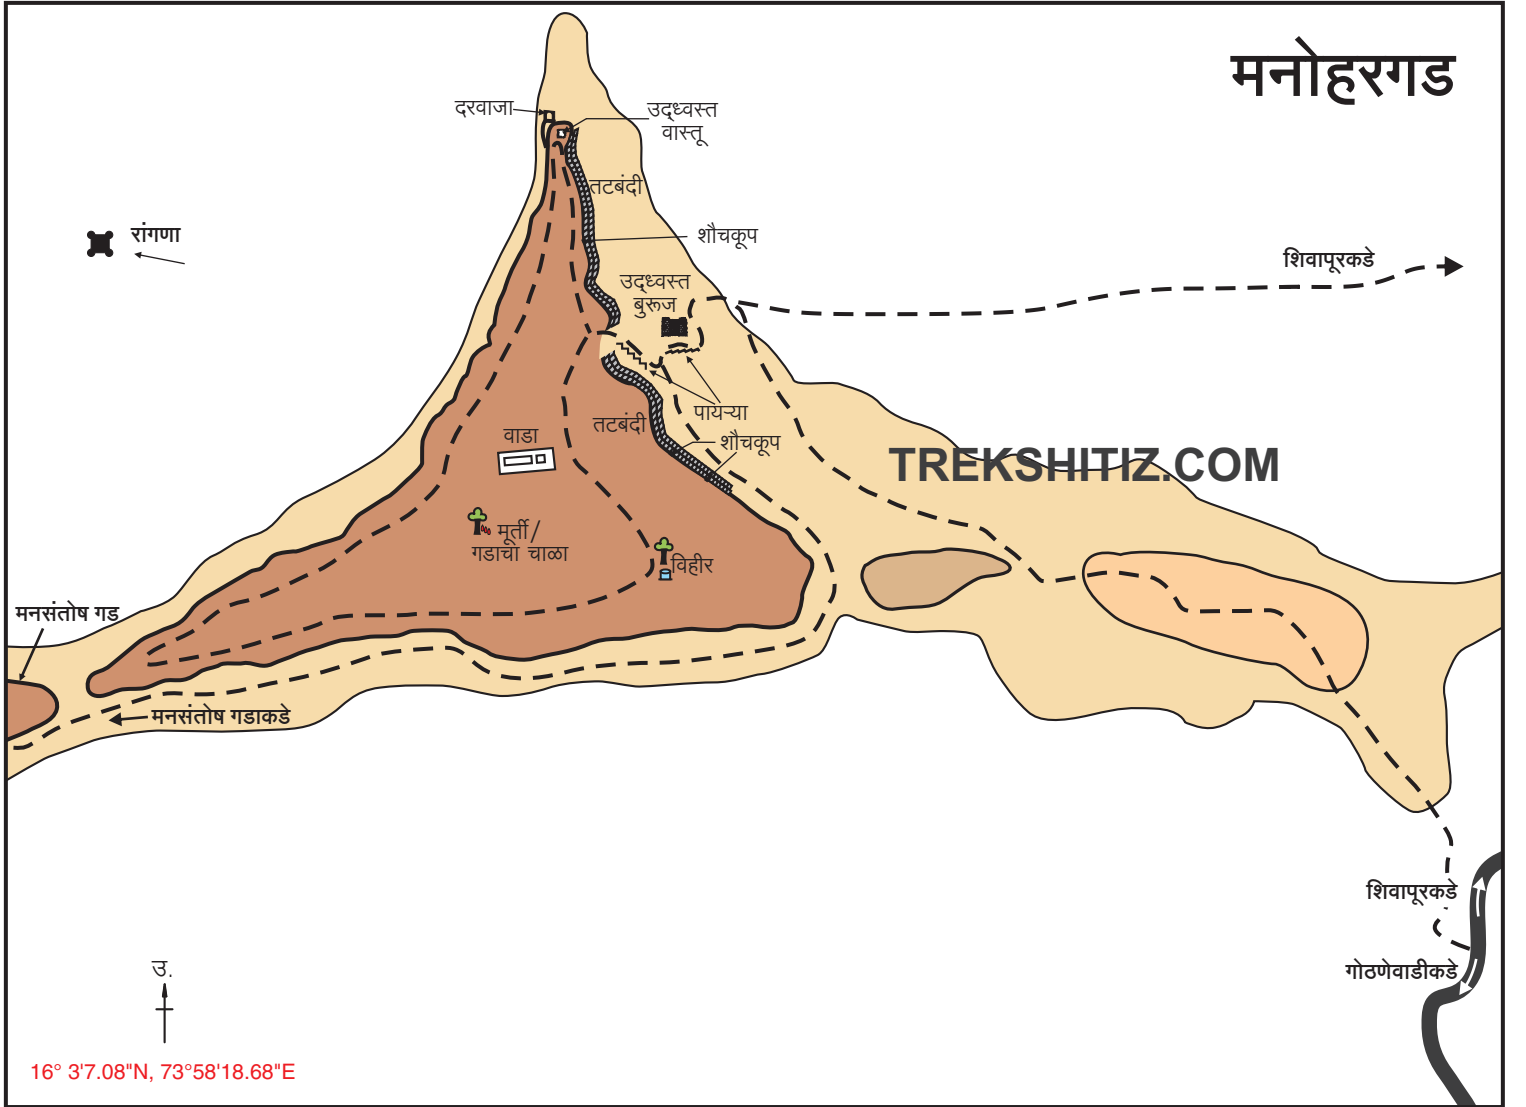 मनोहरगड
दरवाजा
उद्ध्वस्त
वास्तू
तटबंदी
रांगणा
शौचकूप
शिवापूरकडे
उद्ध्वस्त
बुरूज
पायऱ्या
तटबंदी
वाडा
शौचकूप
TREKSHITIZ.COM
मूर्ती/
गडाचा चाळा
विहीर
मनसंतोष गड
मनसंतोष गडाकडे
शिवापूरकडे
उ.
गोठणेवाडीकडे
16° 3'7.08"N, 73°58'18.68"E